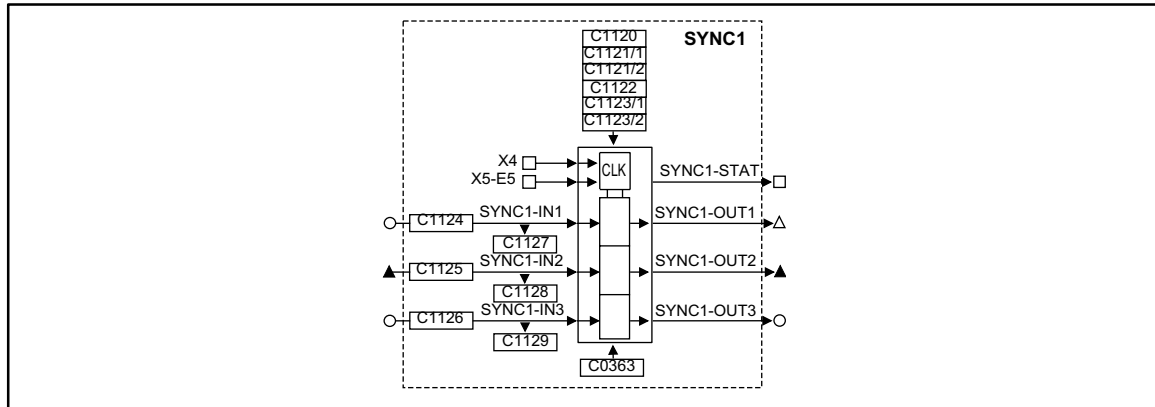 SYNC1
C1120
C1121/1
C1121/2
C1122
C1123/1
C1123/2
X4
X5-E5
CLK
SYNC1-STAT
C1124
SYNC1-IN1
SYNC1-OUT1
C1127
C1125
SYNC1-IN2
SYNC1-OUT2
C1128
C1126
SYNC1-IN3
SYNC1-OUT3
C1129
C0363